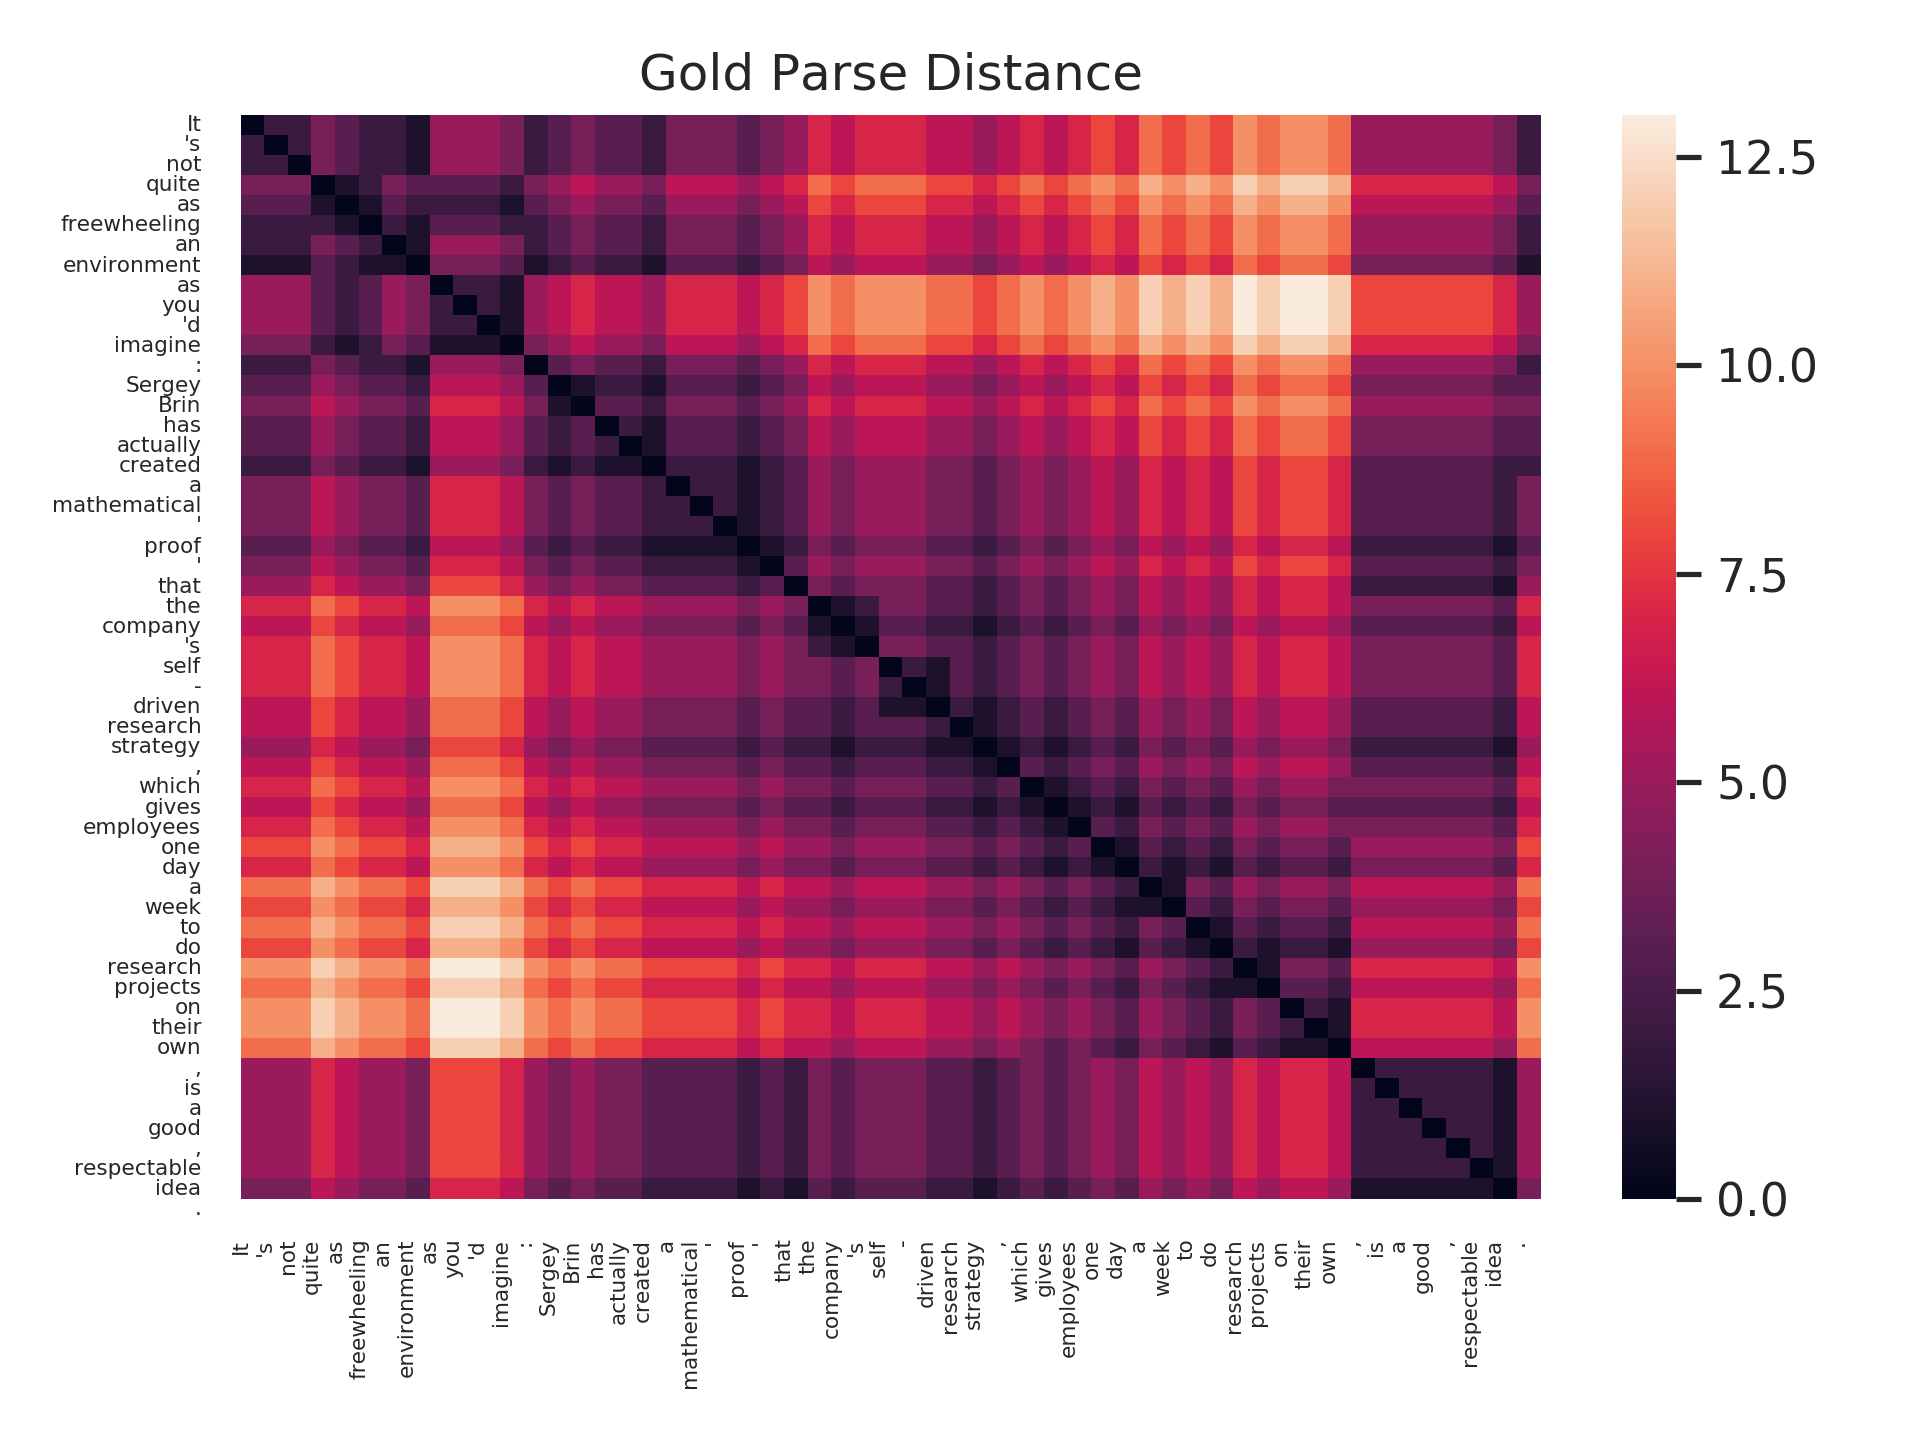 Gold Parse Distance
It
's
not
quite
as
freewheeling
an
environment
as
you
'd
imagine
:
Sergey
Brin
has
actually
created
a
mathematical
'
proof
'
that
the
company
's
self
-
driven
research
strategy
,
which
gives
employees
one
day
a
week
to
do
research
projects
on
their
own
,
is
a
good
,
respectable
idea
.
It
's
not
quite
as
freewheeling
an
environment
as
you
'd
imagine
:
Sergey
Brin
has
actually
created
a
mathematical
'
proof
'
that
the
company
's
self
-
driven
research
strategy
,
which
gives
employees
one
day
a
week
to
do
research
projects
on
their
own
,
is
a
good
,
respectable
idea
.
12.5
10.0
7.5
5.0
2.5
0.0